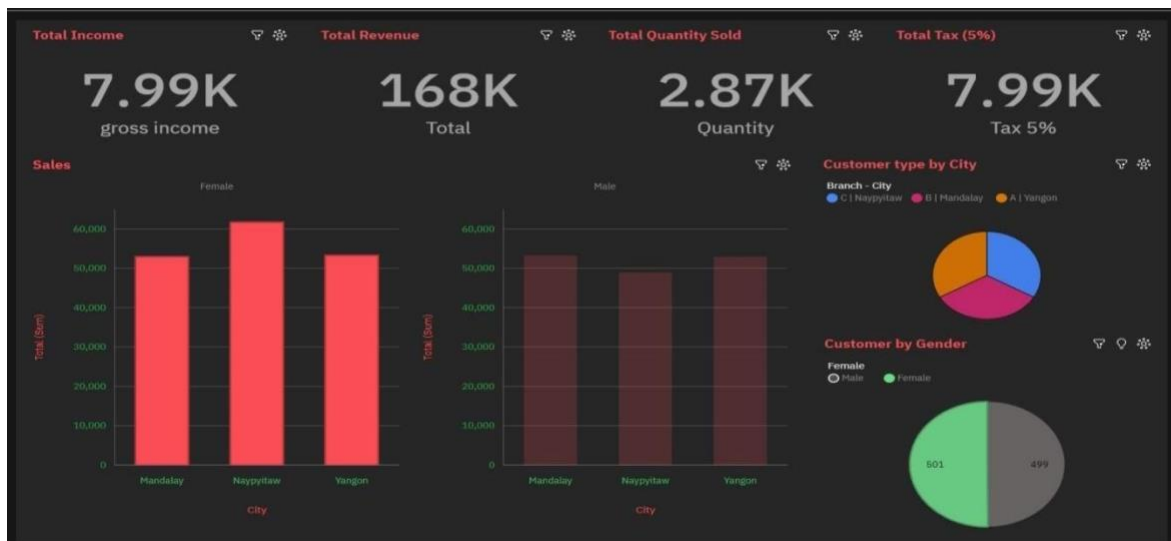 Total Income
7.99K
gross income
Total Revenue
168K
Total
Total Quantity Sold
2.87K
Quantity
Total Tax (5%)
7.99K
Tax 5%
Sales
Female
Total (Sum)
60,000
50,000
40,000
30,000
20,000
10,000
0
Mandalay Naypyitaw Yangon
City
Male
Total (Sum)
60,000
50,000
40,000
30,000
20,000
10,000
0
Mandalay Naypyitaw Yangon
City
Customer type by City
Branch - City
C | Naypyitaw B | Mandalay A | Yangon
Customer by Gender
Female
Male Female
501 499